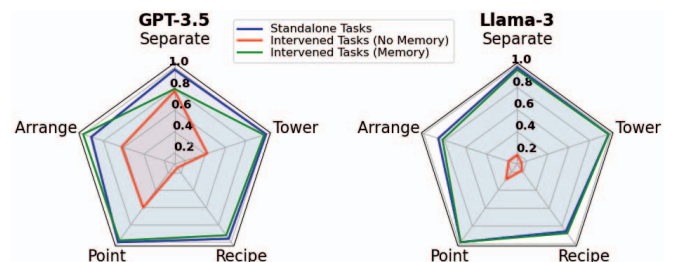 GPT-3.5
Separate
1.0
0.8
0.6
0.4
0.2
Arrange
Tower
Point
Recipe
Standalone Tasks
Intervened Tasks (No Memory)
Intervened Tasks (Memory)
Llama-3
Separate
1.0
0.8
0.6
0.4
0.2
Arrange
Tower
Point
Recipe